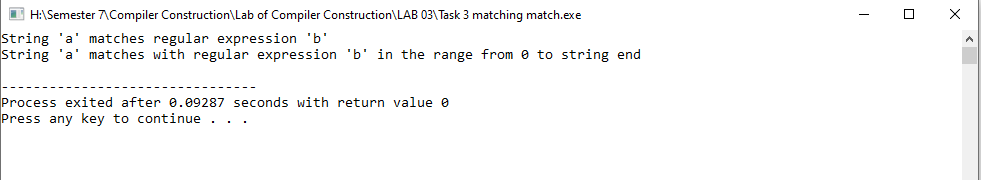 H:\Semester 7\Compiler Construction\Lab of Compiler Construction\LAB 03\Task 3 matching match.exe
String 'a' matches regular expression 'b'
String 'a' matches with regular expression 'b' in the range from 0 to string end
--------------------------------
Process exited after 0.09287 seconds with return value 0
Press any key to continue . . .